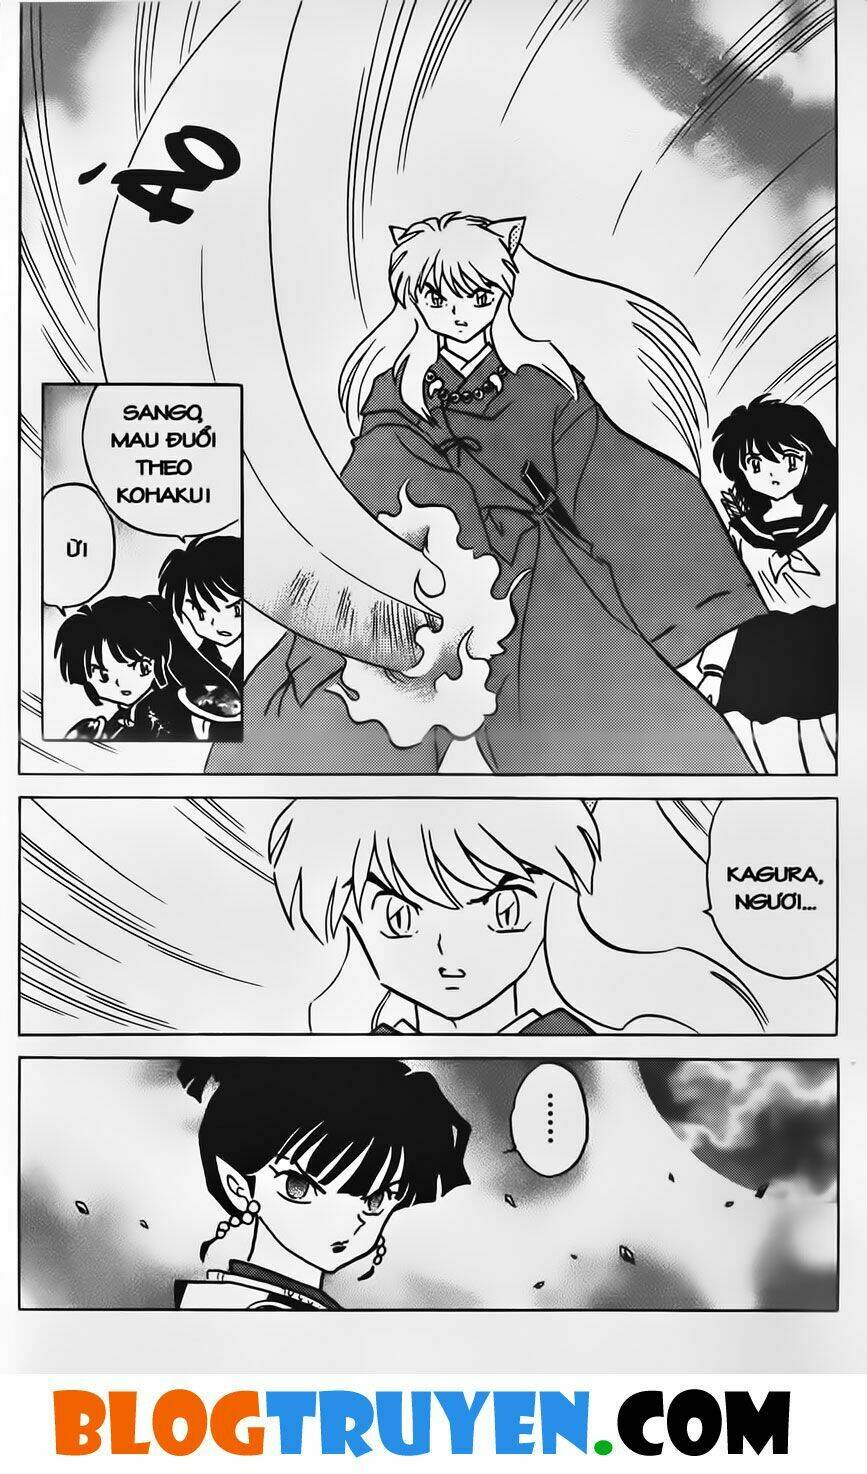 ÀO
SANGO,
MAU ĐUỔI
THEO
KOHAKU!
Ừ!
KAGURA,
NGƯƠI...
......
BLOGTRUYEN.COM